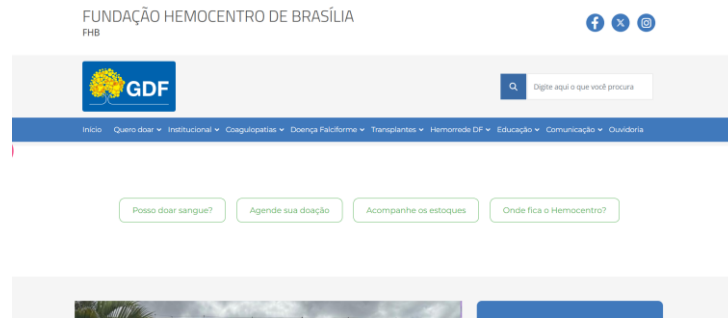 FUNDAÇÃO HEMOCENTRO DE BRASÍLIA
FHB
GDF
Digite aqui o que você procura
Início Quero doar Institucional Coagulopatias Doença Falciforme Transplantes Hemorrede DF Educação Comunicação Ouvidoria
Posso doar sangue? Agende sua doação Acompanhe os estoques Onde fica o Hemocentro?